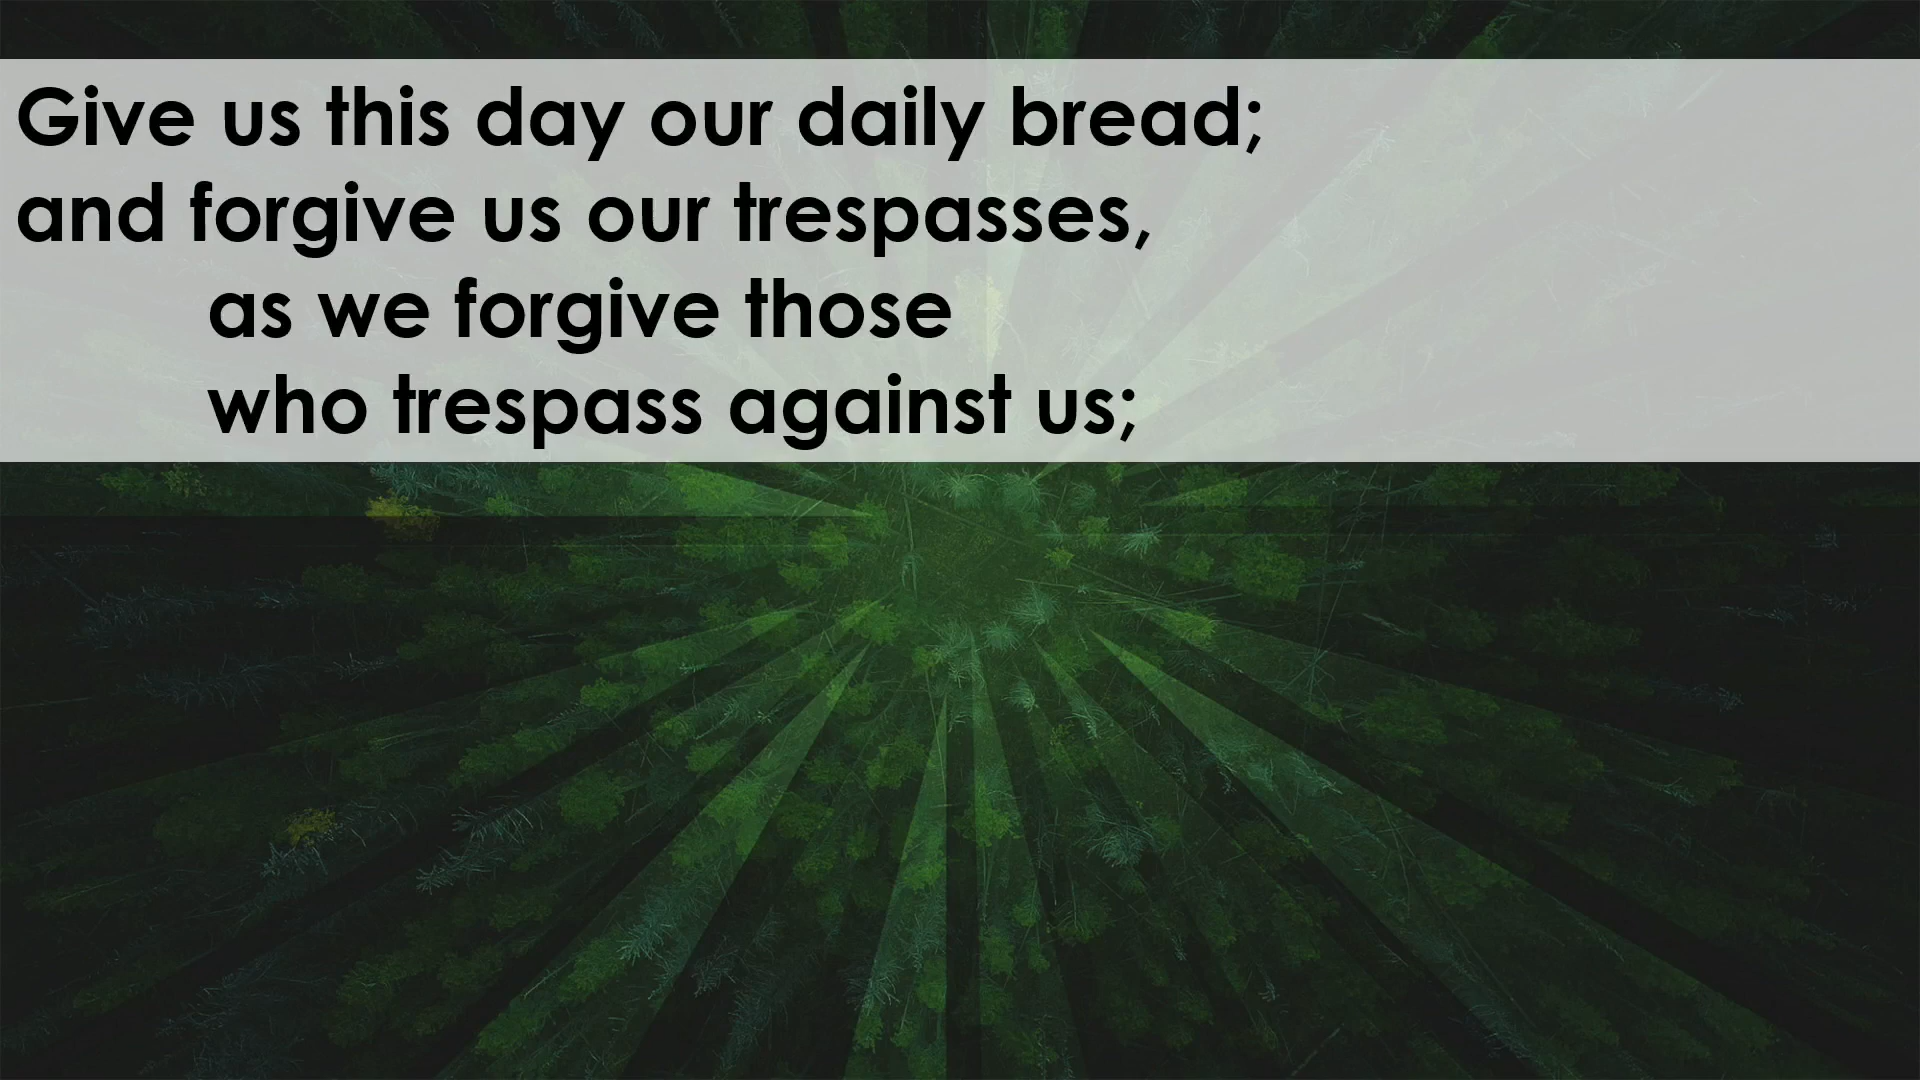 Give us this day our daily bread;
and forgive us our trespasses,
as we forgive those
who trespass against us;